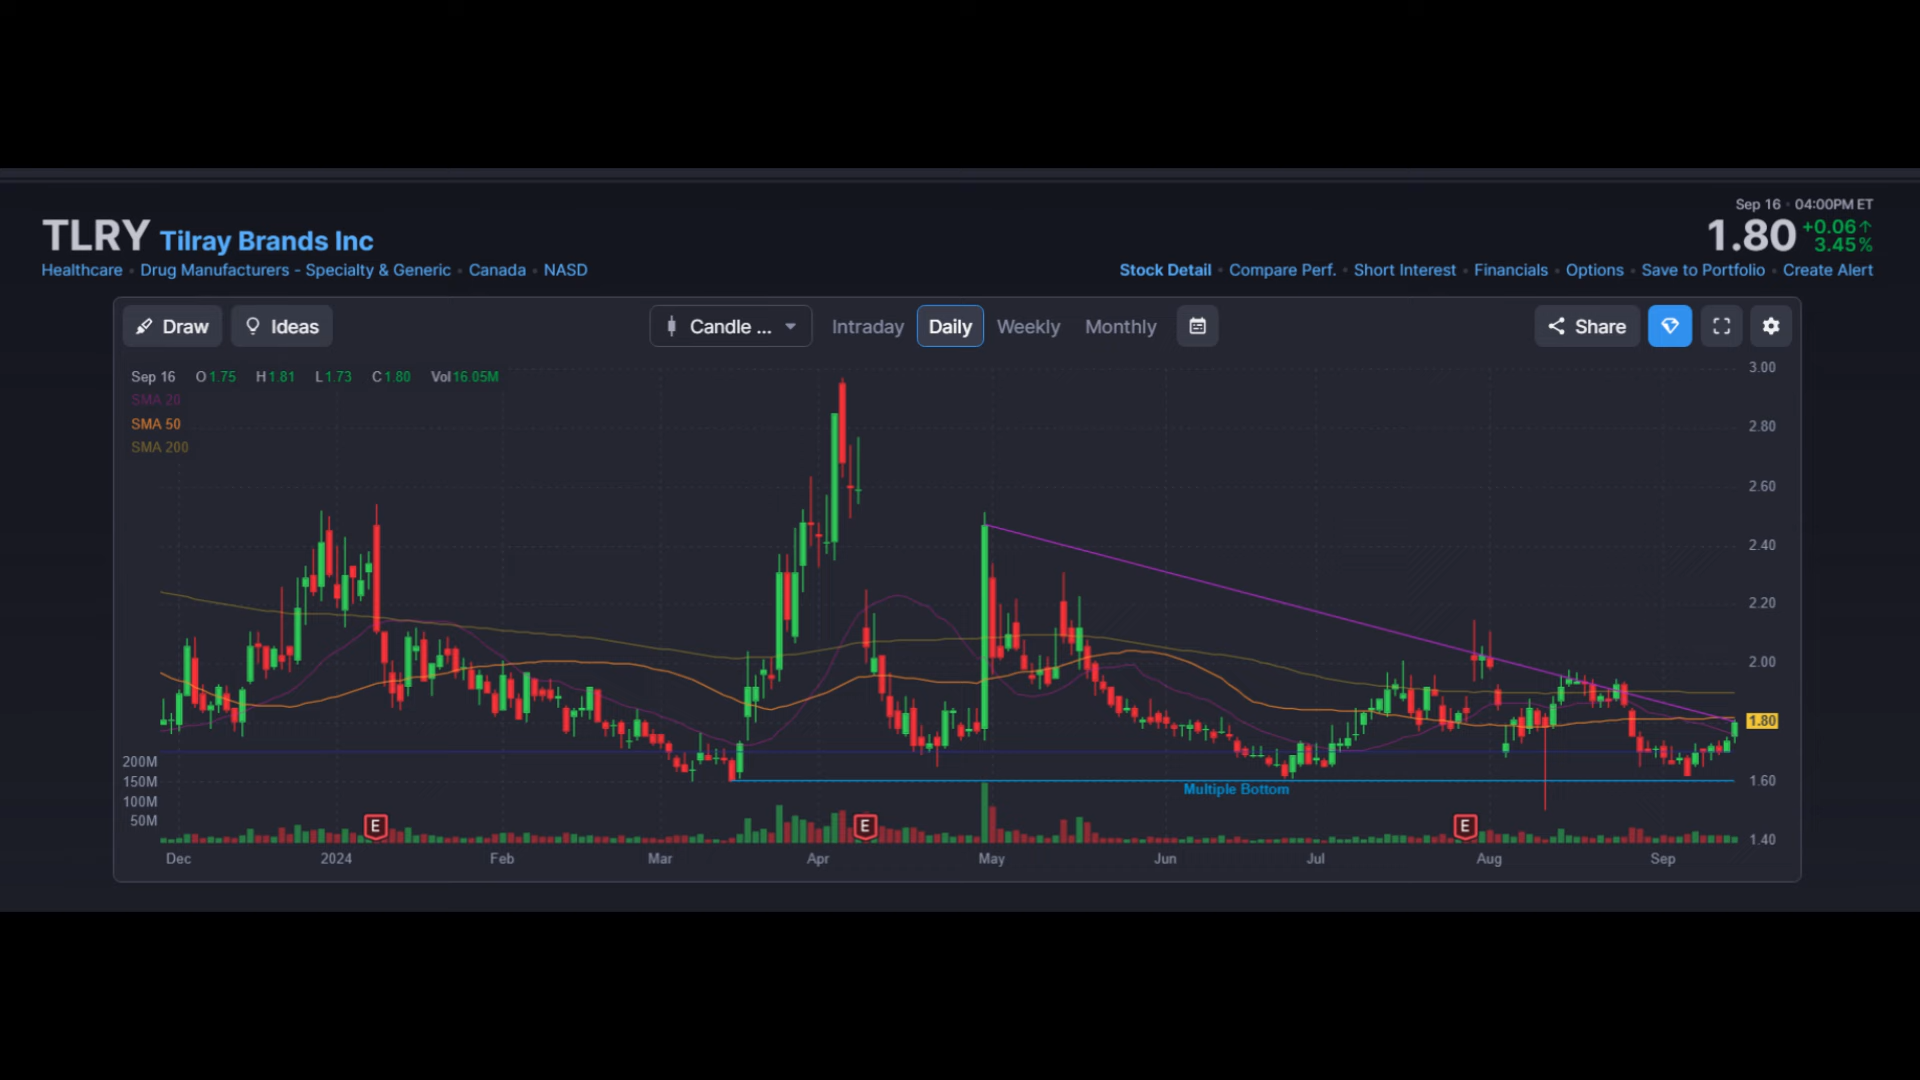 Sep 16 • 04:00PM ET
TLRY Tilray Brands Inc
1.80 +0.06↑
3.45%
Healthcare • Drug Manufacturers - Specialty & Generic • Canada • NASD
Stock Detail • Compare Perf. • Short Interest • Financials • Options • Save to Portfolio • Create Alert
Draw Ideas Candle ... Intraday Daily Weekly Monthly Share
Sep 16 O 1.75 H 1.81 L 1.73 C 1.80 Vol 16.05M
SMA 20
SMA 50
SMA 200
3.00
2.80
2.60
2.40
2.20
2.00
1.80
1.60
1.40
200M
150M
100M
50M
Multiple Bottom
E E E
Dec 2024 Feb Mar Apr May Jun Jul Aug Sep